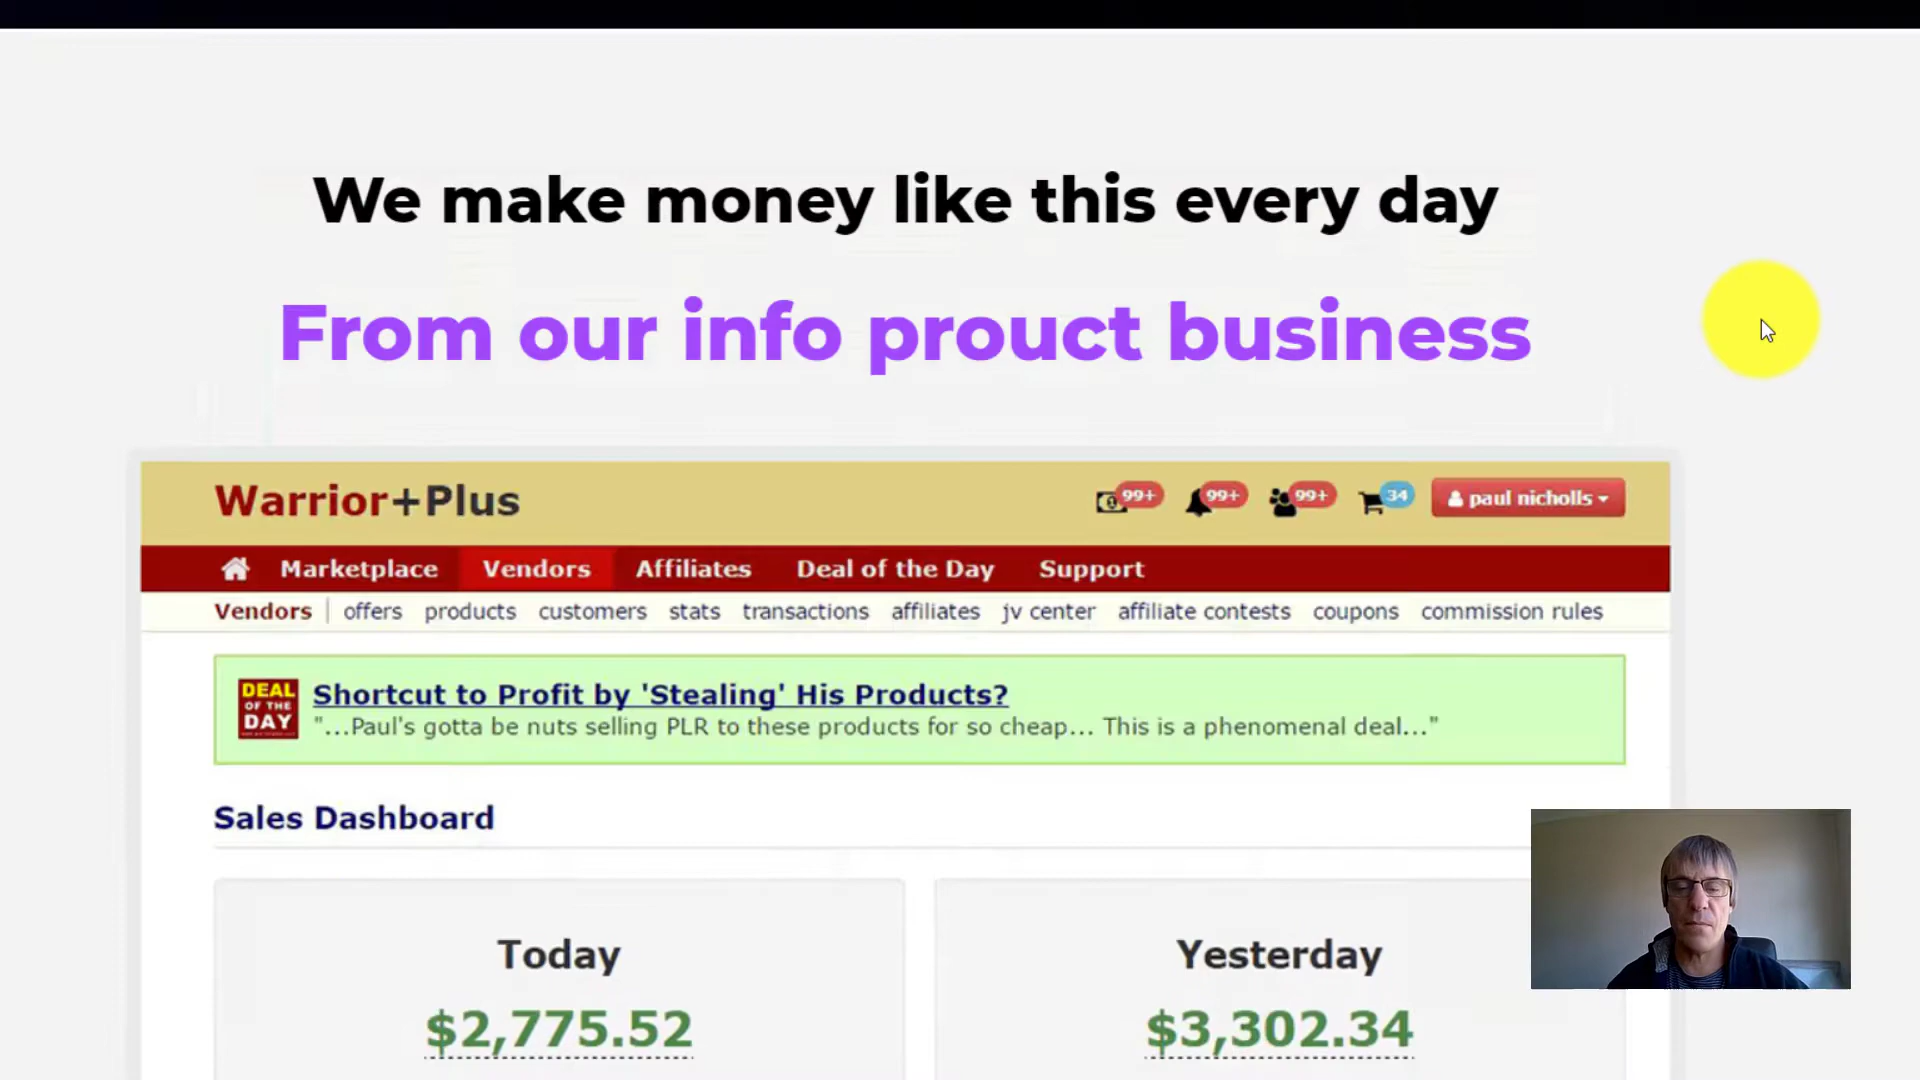 We make money like this every day
From our info prouct business
Warrior+Plus
99+ 99+ 99+ 34 paul nicholls
Marketplace Vendors Affiliates Deal of the Day Support
Vendors offers products customers stats transactions affiliates jv center affiliate contests coupons commission rules
DEAL
OF THE
DAY
Shortcut to Profit by 'Stealing' His Products?
"...Paul's gotta be nuts selling PLR to these products for so cheap... This is a phenomenal deal..."
Sales Dashboard
Today Yesterday
$2,775.52 $3,302.34